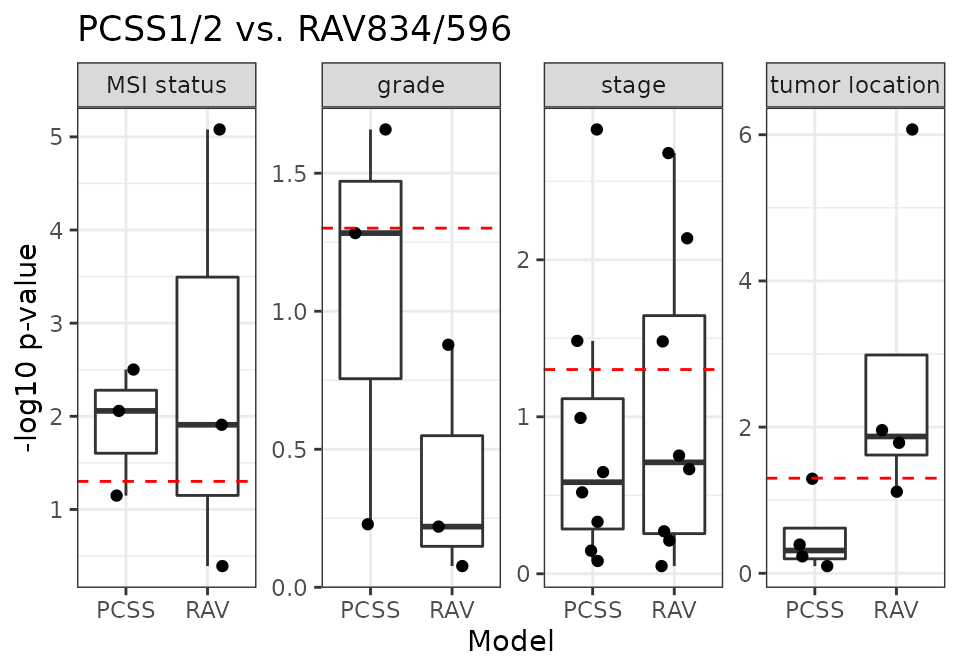 PCSS1/2 vs. RAV834/596
MSI status
grade
stage
tumor location
-log10 p-value
5
4
3
2
1
1.5
1.0
0.5
0.0
2
1
0
6
4
2
0
PCSS RAV
PCSS RAV
PCSS RAV
PCSS RAV
Model